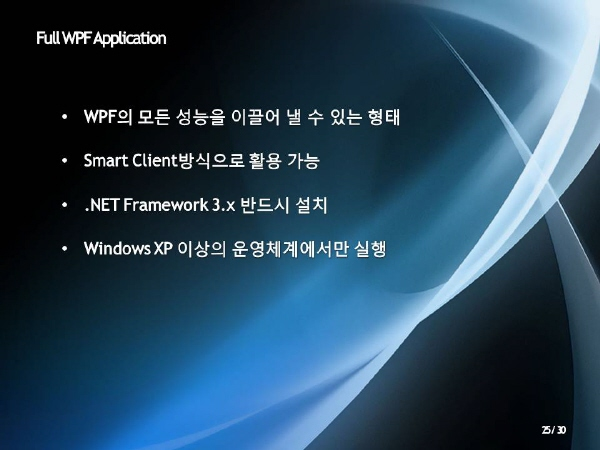 Full WPF Application
• WPF의 모든 성능을 이끌어 낼 수 있는 형태
• Smart Client방식으로 활용 가능
• .NET Framework 3.x 반드시 설치
• Windows XP 이상의 운영체계에서만 실행
25 / 30